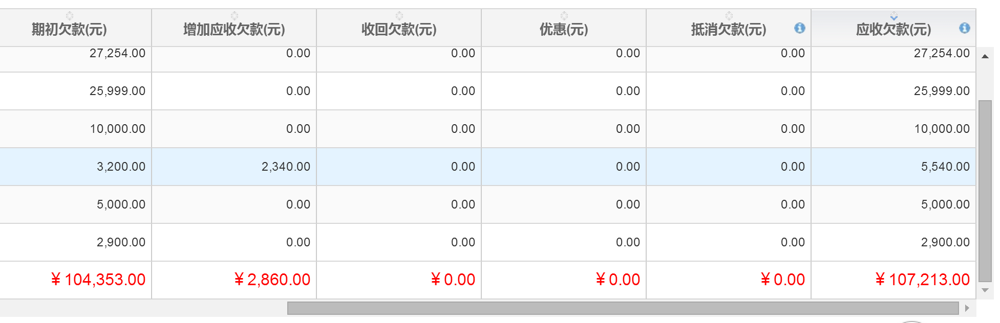 期初欠款(元) 增加应收欠款(元) 收回欠款(元) 优惠(元) 抵消欠款(元) 应收欠款(元)
27,254.00 0.00 0.00 0.00 0.00 27,254.00
25,999.00 0.00 0.00 0.00 0.00 25,999.00
10,000.00 0.00 0.00 0.00 0.00 10,000.00
3,200.00 2,340.00 0.00 0.00 0.00 5,540.00
5,000.00 0.00 0.00 0.00 0.00 5,000.00
2,900.00 0.00 0.00 0.00 0.00 2,900.00
¥ 104,353.00 ¥ 2,860.00 ¥ 0.00 ¥ 0.00 ¥ 0.00 ¥ 107,213.00